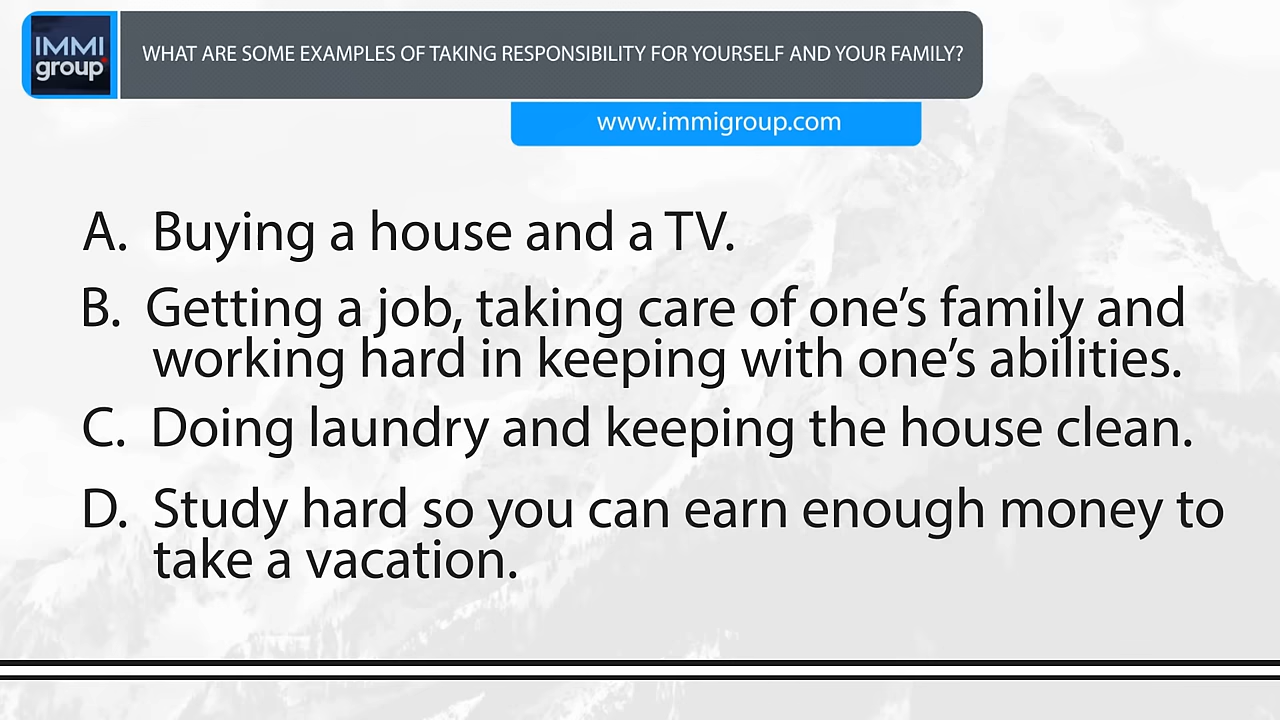 IMMI
group
WHAT ARE SOME EXAMPLES OF TAKING RESPONSIBILITY FOR YOURSELF AND YOUR FAMILY?
www.immigroup.com
A. Buying a house and a TV.
B. Getting a job, taking care of one’s family and
working hard in keeping with one’s abilities.
C. Doing laundry and keeping the house clean.
D. Study hard so you can earn enough money to
take a vacation.